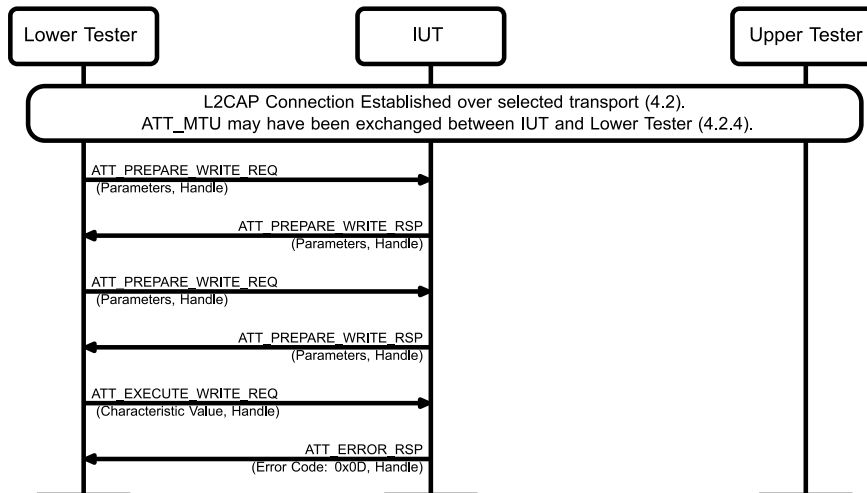 Lower Tester
IUT
Upper Tester
L2CAP Connection Established over selected transport (4.2).
ATT_MTU may have been exchanged between IUT and Lower Tester (4.2.4).
ATT_PREPARE_WRITE_REQ
(Parameters, Handle)
ATT_PREPARE_WRITE_RSP
(Parameters, Handle)
ATT_PREPARE_WRITE_REQ
(Parameters, Handle)
ATT_PREPARE_WRITE_RSP
(Parameters, Handle)
ATT_EXECUTE_WRITE_REQ
(Characteristic Value, Handle)
ATT_ERROR_RSP
(Error Code: 0x0D, Handle)